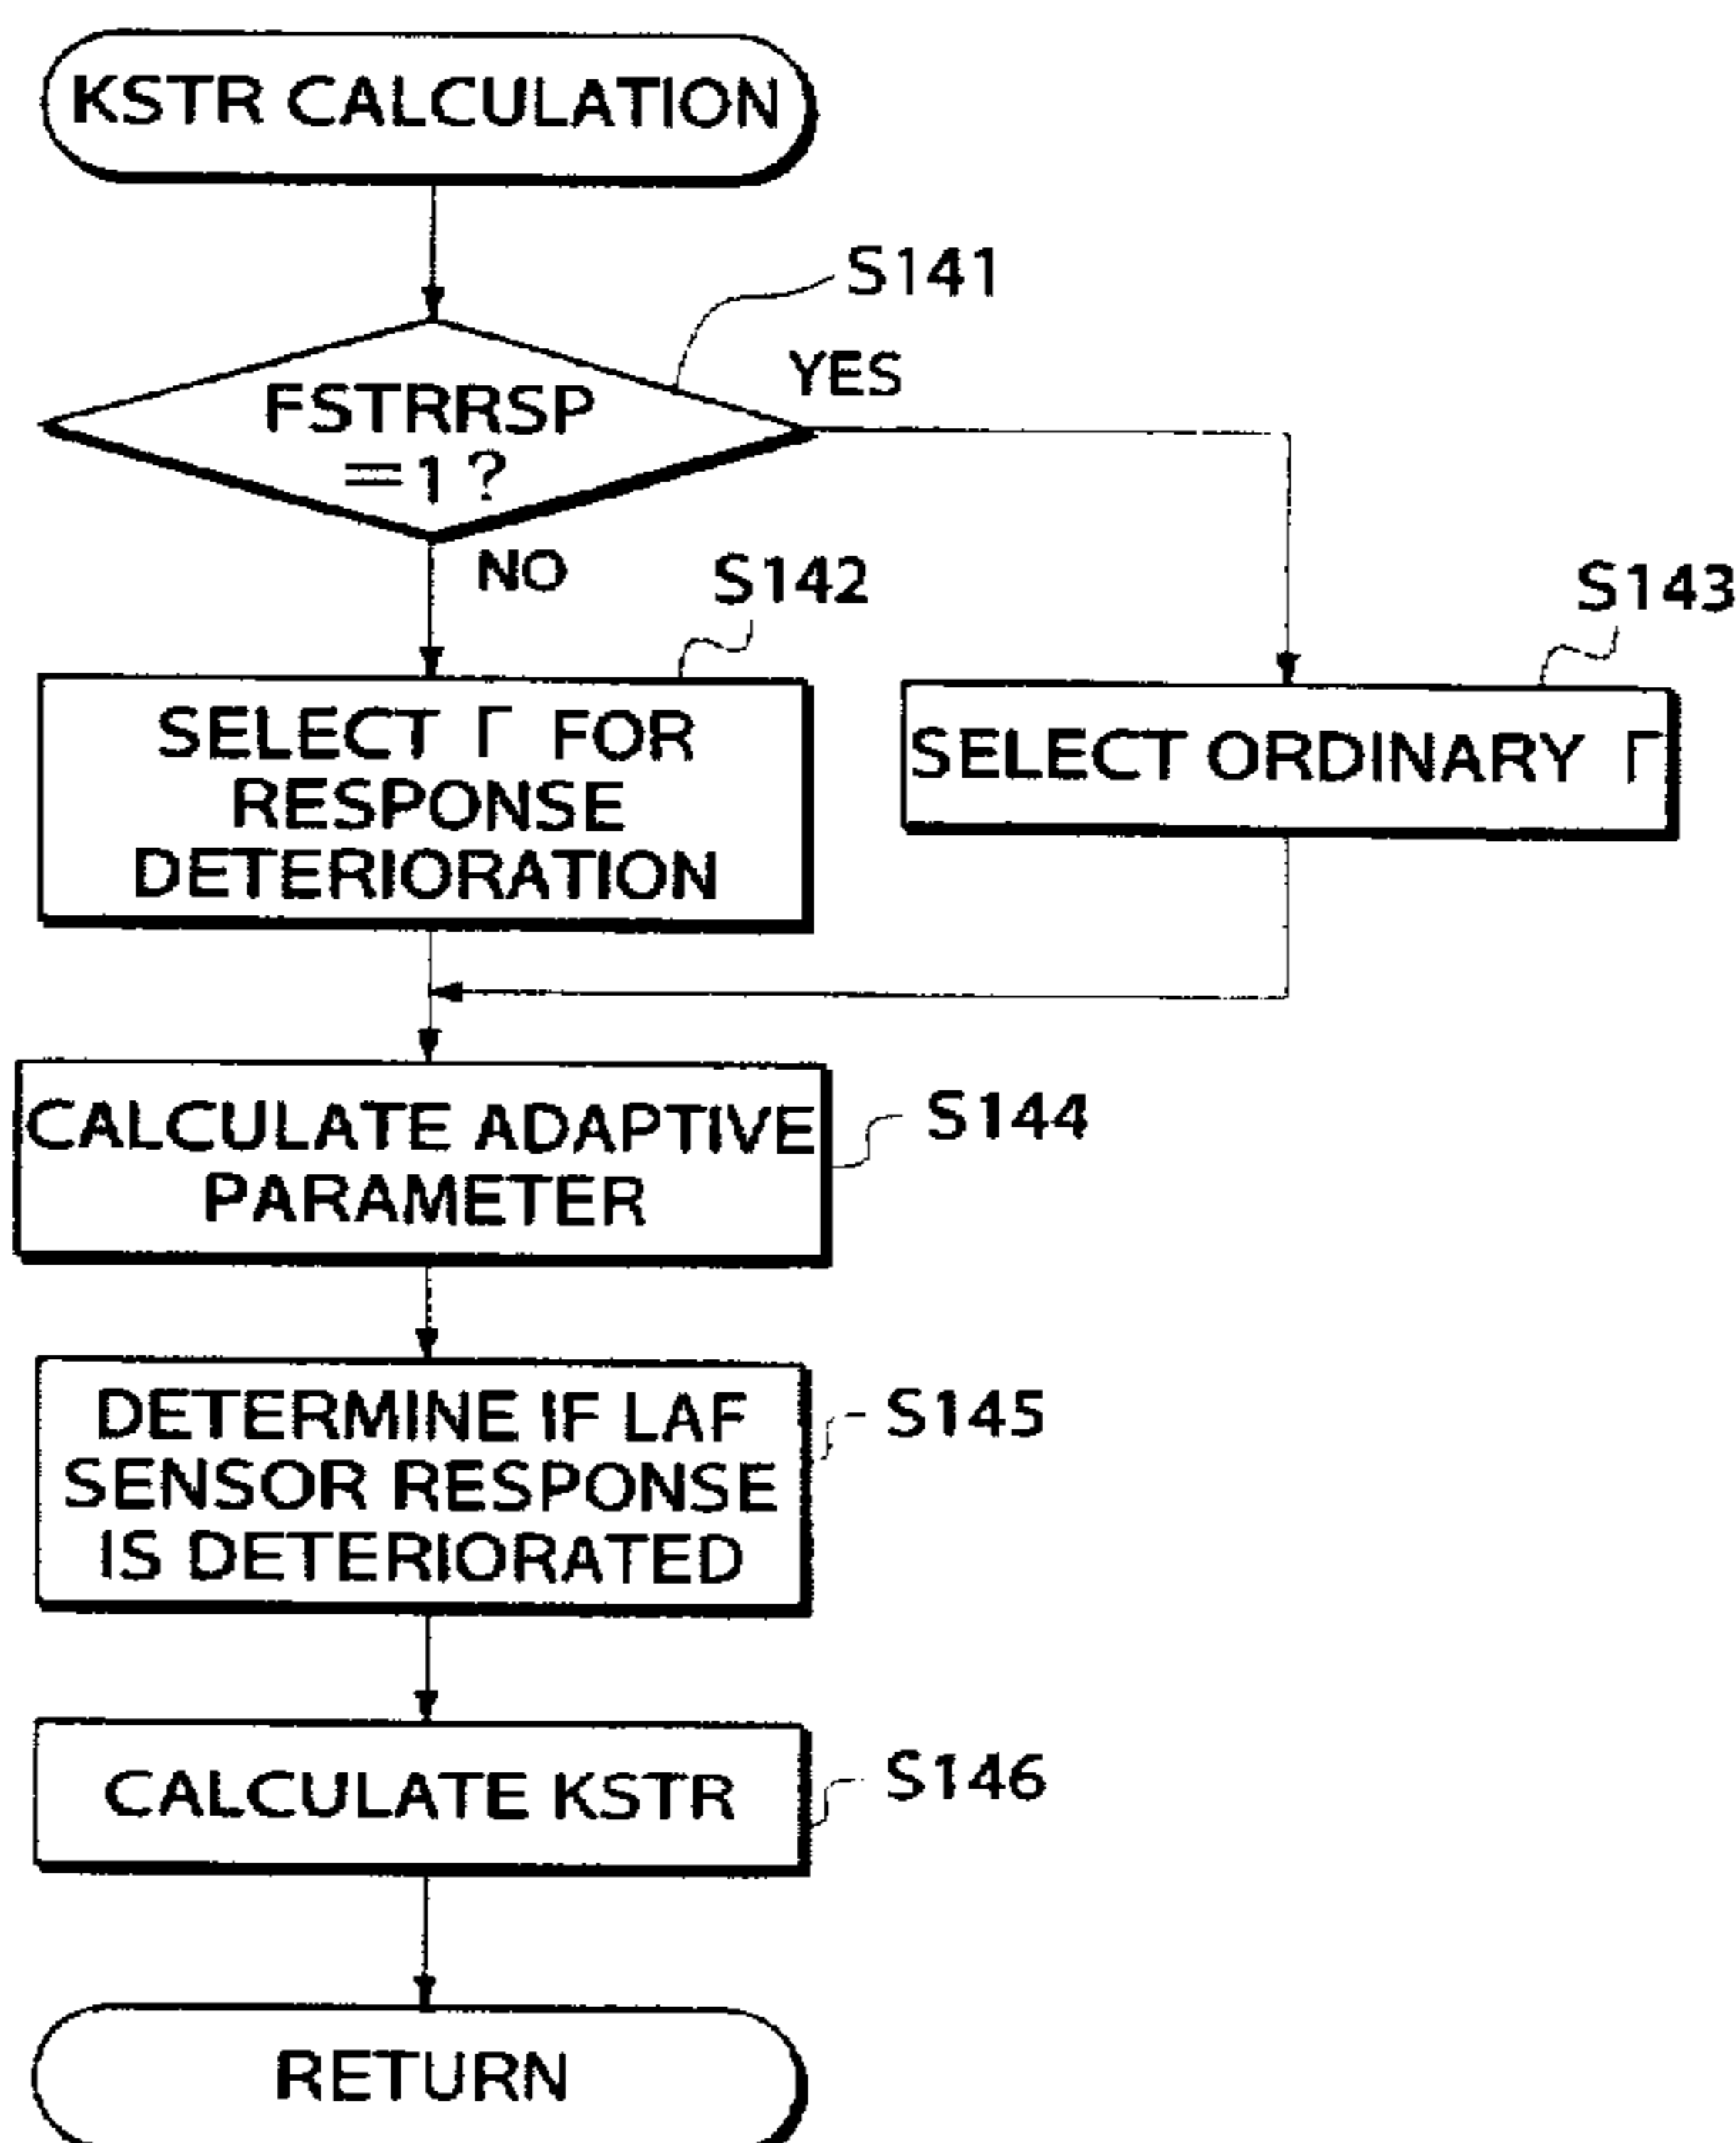 KSTR CALCULATION
S141
YES
FSTRRSP
=1?
NO
S142
S143
SELECT Γ FOR
RESPONSE
DETERIORATION
SELECT ORDINARY Γ
CALCULATE ADAPTIVE
PARAMETER
S144
DETERMINE IF LAF
SENSOR RESPONSE
IS DETERIORATED
S145
CALCULATE KSTR
S146
RETURN